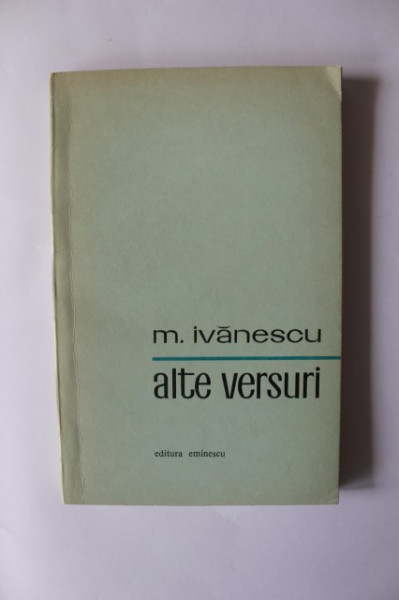 m. ivănescu
alte versuri
editura eminescu